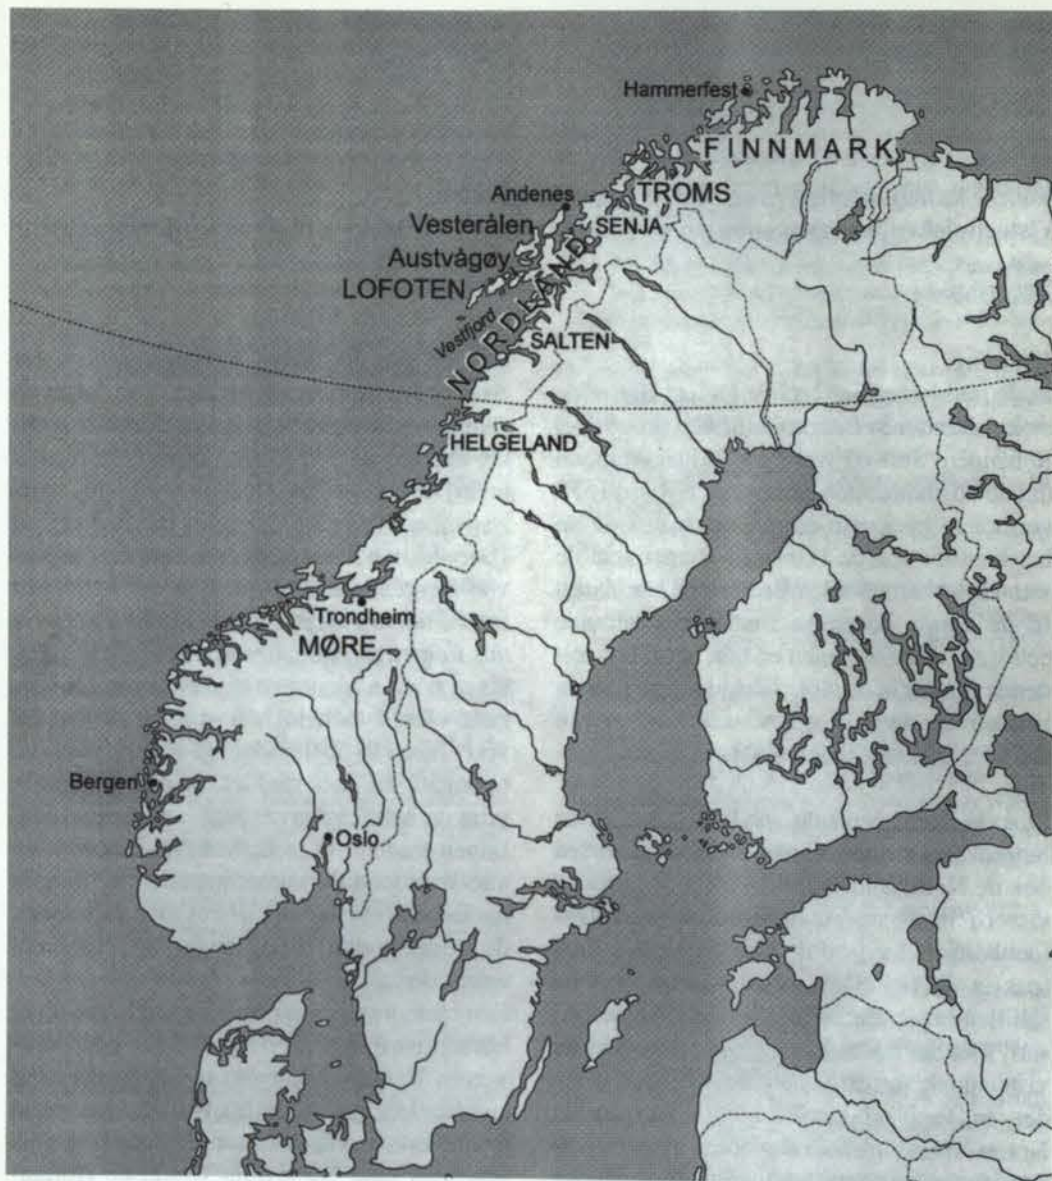 Hammerfest
FINNMARK
TROMS
Andenes
SENJA
Vesterålen
Austvågøy
LOFOTEN
NORDLAND
Vestfjord
SALTEN
HELGELAND
Trondheim
MØRE
Bergen
Oslo